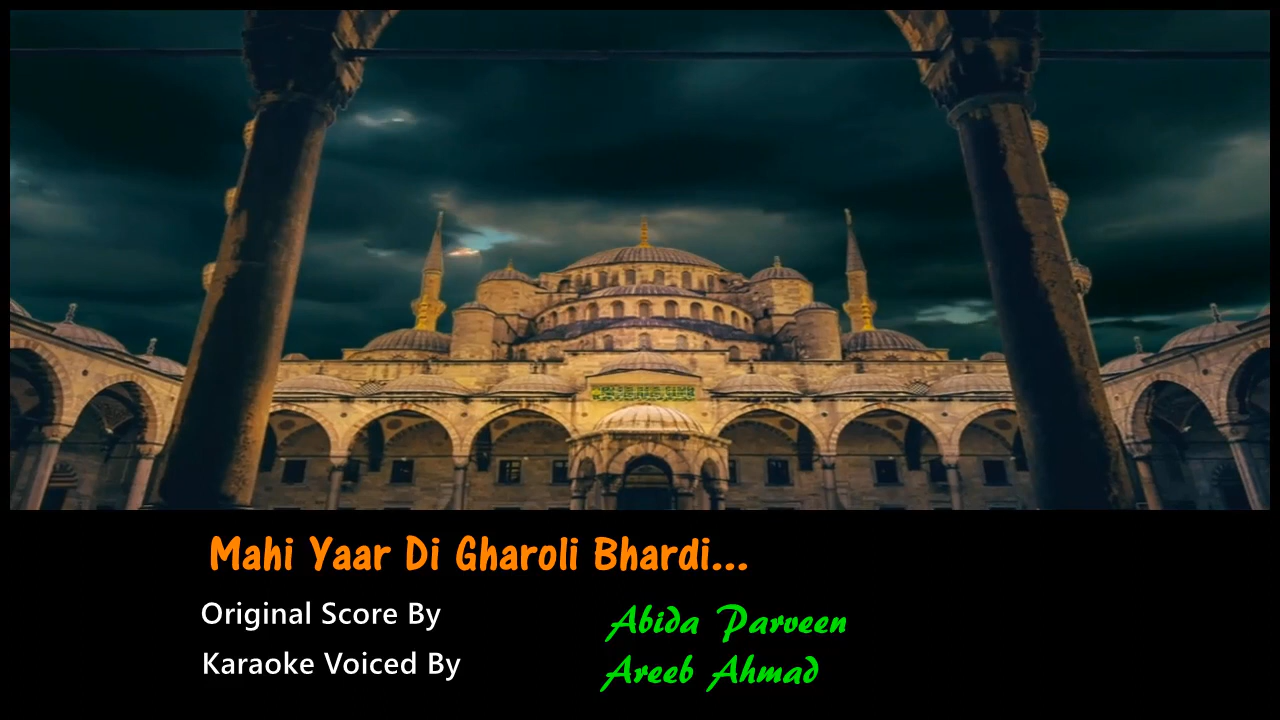 Mahi Yaar Di Gharoli Bhardi...
Original Score By Abida Parveen
Karaoke Voiced By Areeb Ahmad